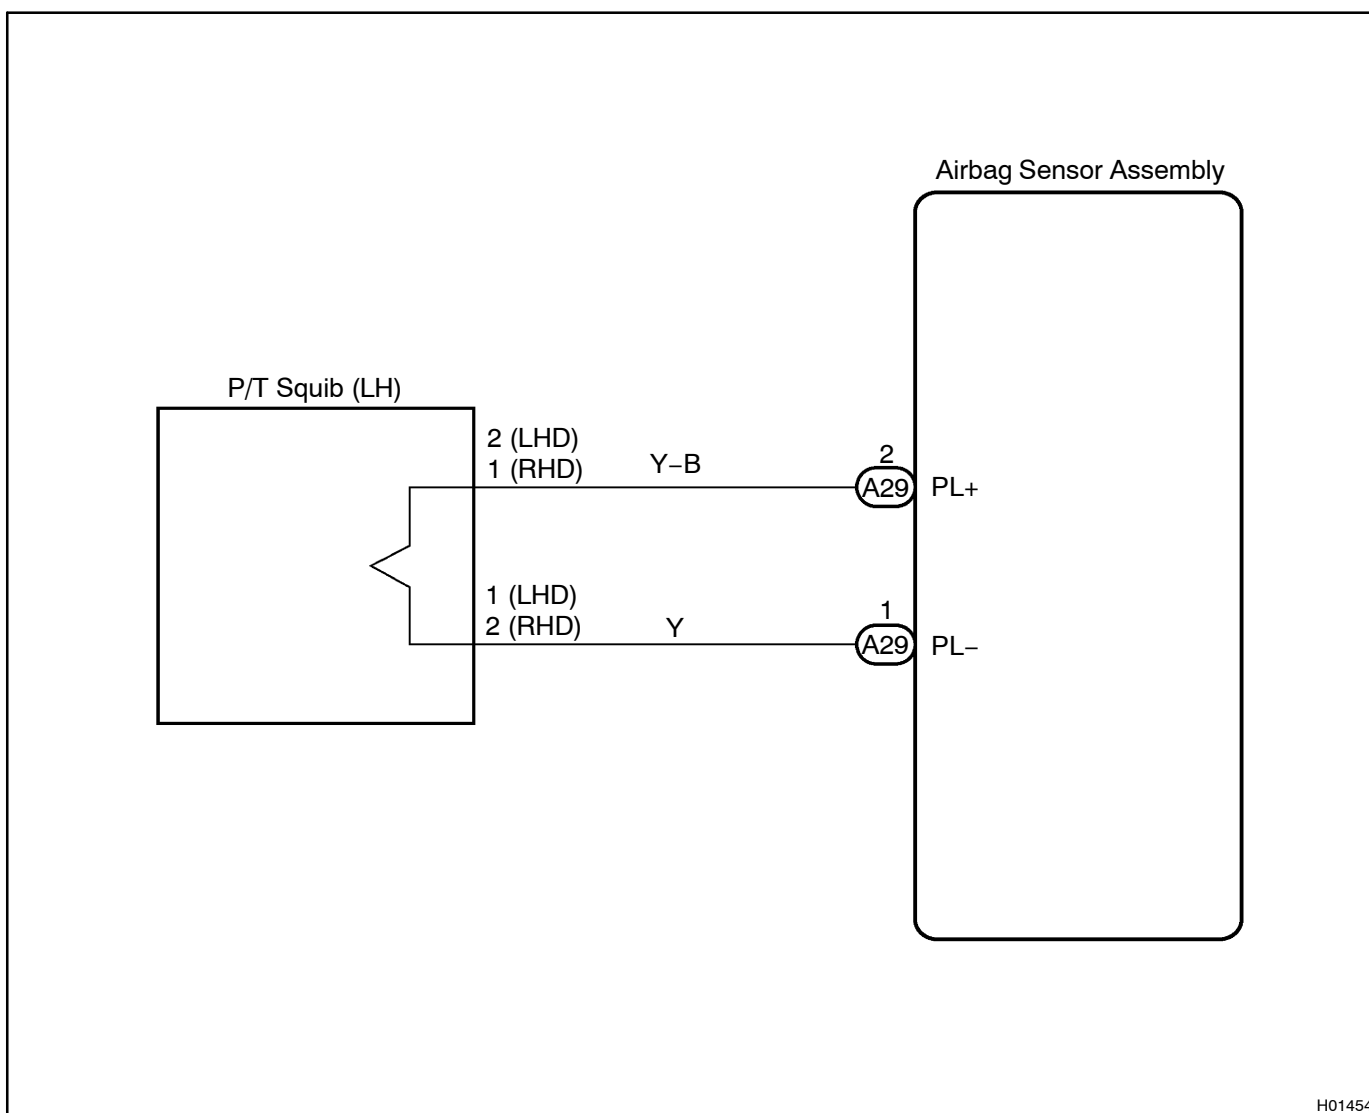 Airbag Sensor Assembly
P/T Squib (LH)
2 (LHD)
1 (RHD)
Y−B
2
A29
PL+
1 (LHD)
2 (RHD)
Y
1
A29
PL−
H01454